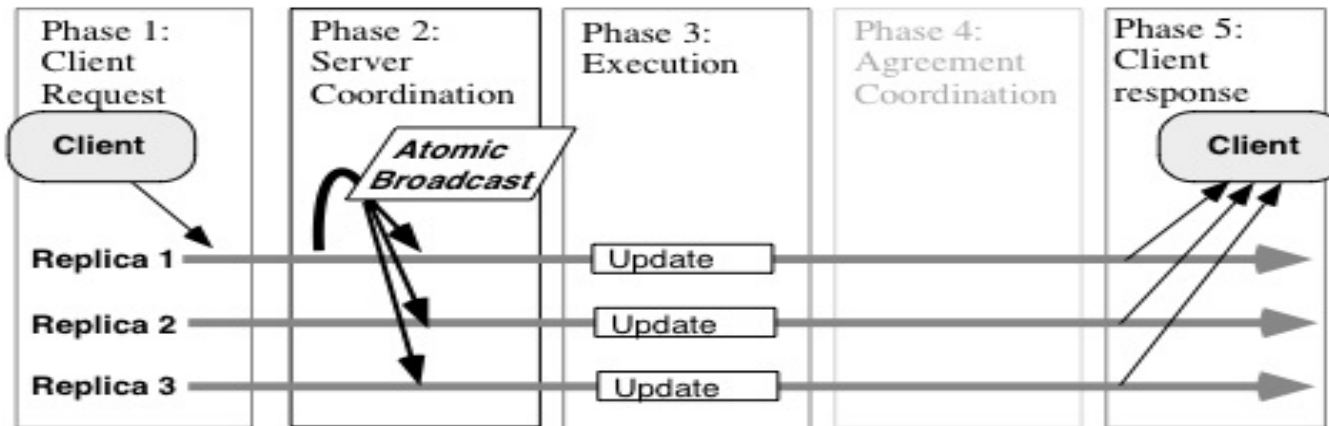 Phase 1:
Client
Request
Phase 2:
Server
Coordination
Phase 3:
Execution
Phase 4:
Agreement
Coordination
Phase 5:
Client
response
Client
Atomic
Broadcast
Client
Replica 1
Update
Replica 2
Update
Replica 3
Update